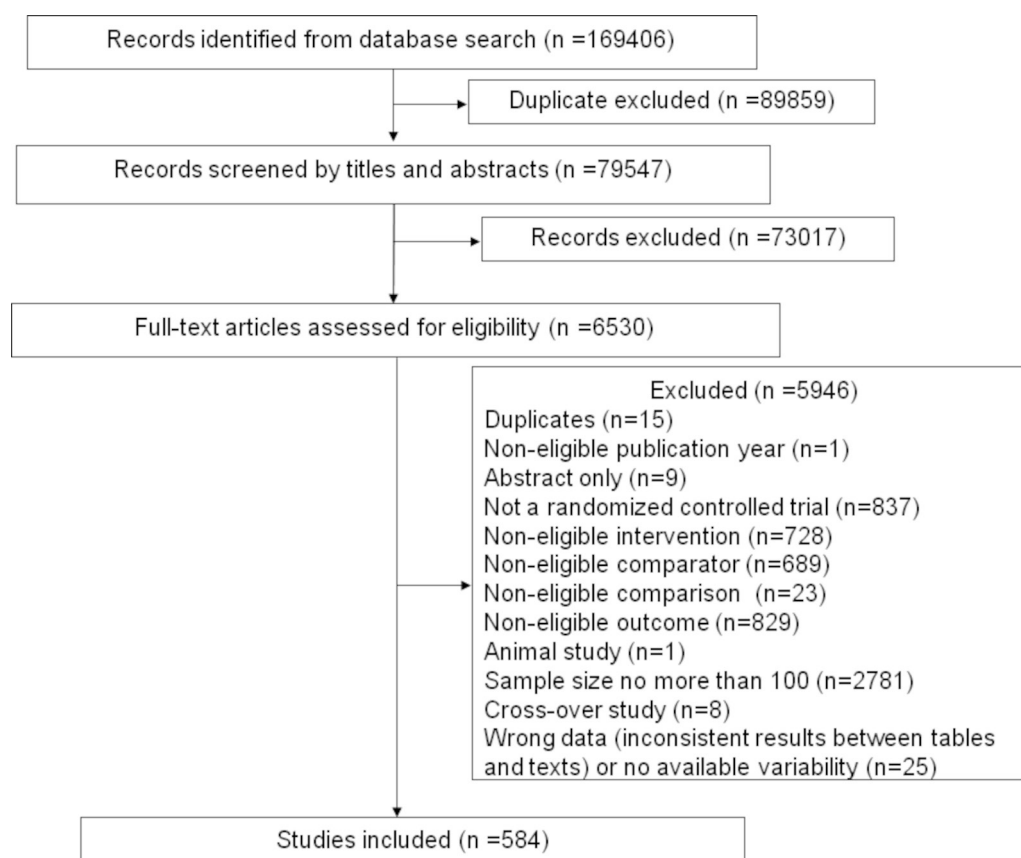 Records identified from database search (n =169406)
Duplicate excluded (n =89859)
Records screened by titles and abstracts (n =79547)
Records excluded (n =73017)
Full-text articles assessed for eligibility (n =6530)
Excluded (n =5946)
Duplicates (n=15)
Non-eligible publication year (n=1)
Abstract only (n=9)
Not a randomized controlled trial (n=837)
Non-eligible intervention (n=728)
Non-eligible comparator (n=689)
Non-eligible comparison (n=23)
Non-eligible outcome (n=829)
Animal study (n=1)
Sample size no more than 100 (n=2781)
Cross-over study (n=8)
Wrong data (inconsistent results between tables
and texts) or no available variability (n=25)
Studies included (n =584)